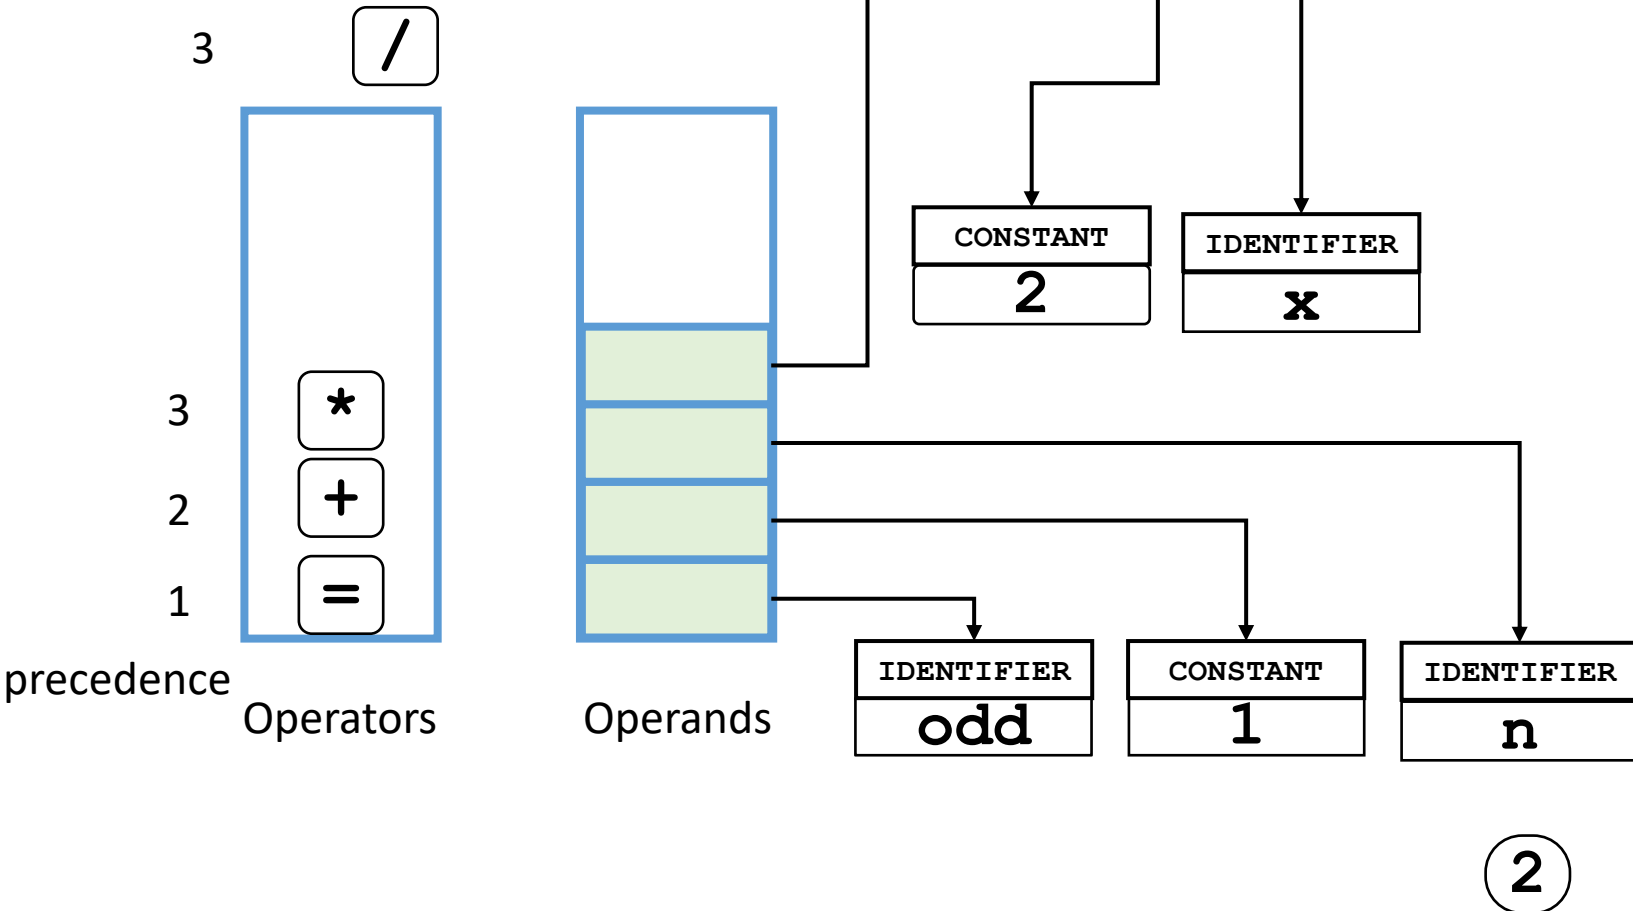 3 /
CONSTANT
2
IDENTIFIER
x
3 *
2 +
1 =
precedence
Operators
Operands
IDENTIFIER
odd
CONSTANT
1
IDENTIFIER
n
2